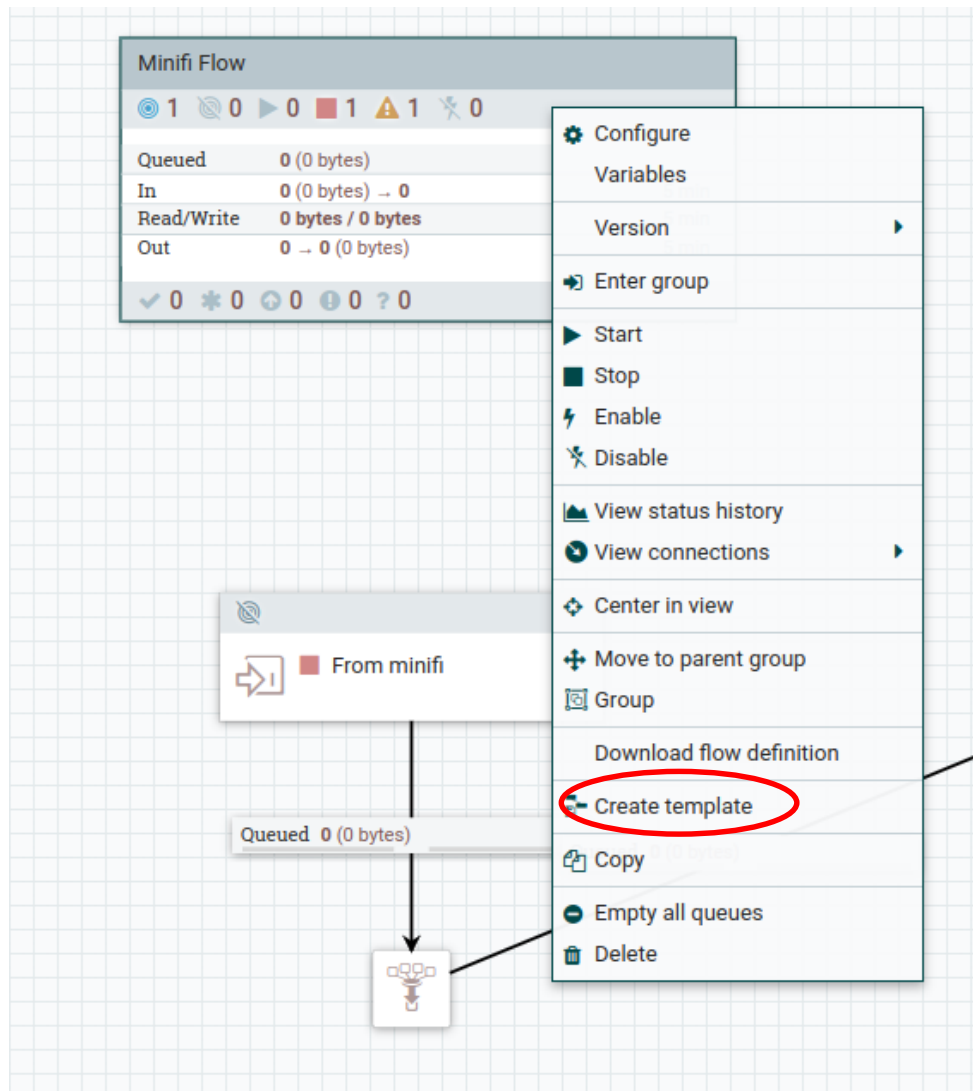 Minifi Flow
1 0 0 1 1 0
Queued 0 (0 bytes)
In 0 (0 bytes) → 0
Read/Write 0 bytes / 0 bytes
Out 0 → 0 (0 bytes)
0 0 0 0 ? 0
Configure
Variables
Version
Enter group
Start
Stop
Enable
Disable
View status history
View connections
Center in view
Move to parent group
Group
Download flow definition
Create template
Copy
Empty all queues
Delete
From minifi
Queued 0 (0 bytes)
0 (0 bytes)